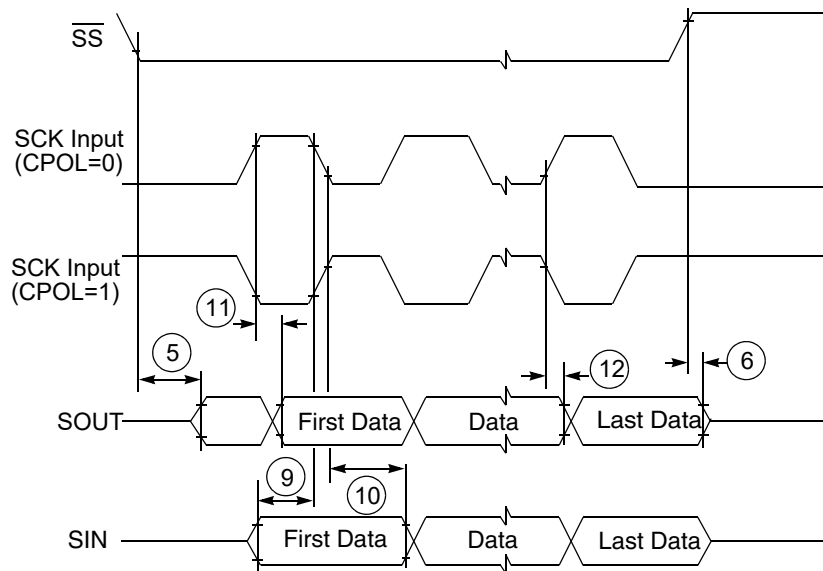 SS
SCK Input
(CPOL=0)
SCK Input
(CPOL=1)
11
5
12
6
SOUT
First Data
Data
Last Data
9
10
SIN
First Data
Data
Last Data